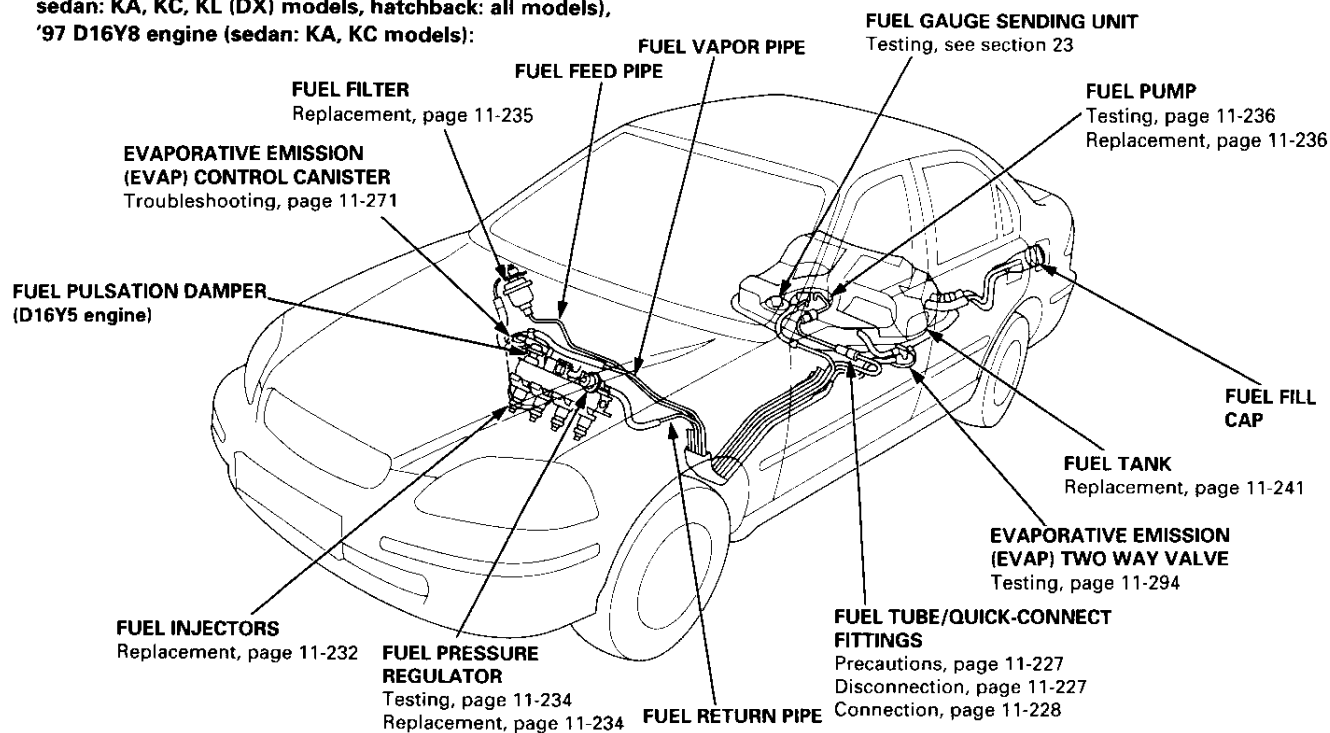 sedan: KA, KC, KL (DX) models, hatchback: all models),
'97 D16Y8 engine (sedan: KA, KC models):
FUEL GAUGE SENDING UNIT
Testing, see section 23
FUEL VAPOR PIPE
FUEL FEED PIPE
FUEL FILTER
Replacement, page 11-235
FUEL PUMP
Testing, page 11-236
Replacement, page 11-236
EVAPORATIVE EMISSION
(EVAP) CONTROL CANISTER
Troubleshooting, page 11-271
FUEL PULSATION DAMPER
(D16Y5 engine)
FUEL FILL
CAP
FUEL TANK
Replacement, page 11-241
EVAPORATIVE EMISSION
(EVAP) TWO WAY VALVE
Testing, page 11-294
FUEL TUBE/QUICK-CONNECT
FITTINGS
Precautions, page 11-227
Disconnection, page 11-227
Connection, page 11-228
FUEL INJECTORS
Replacement, page 11-232
FUEL PRESSURE
REGULATOR
Testing, page 11-234
Replacement, page 11-234
FUEL RETURN PIPE